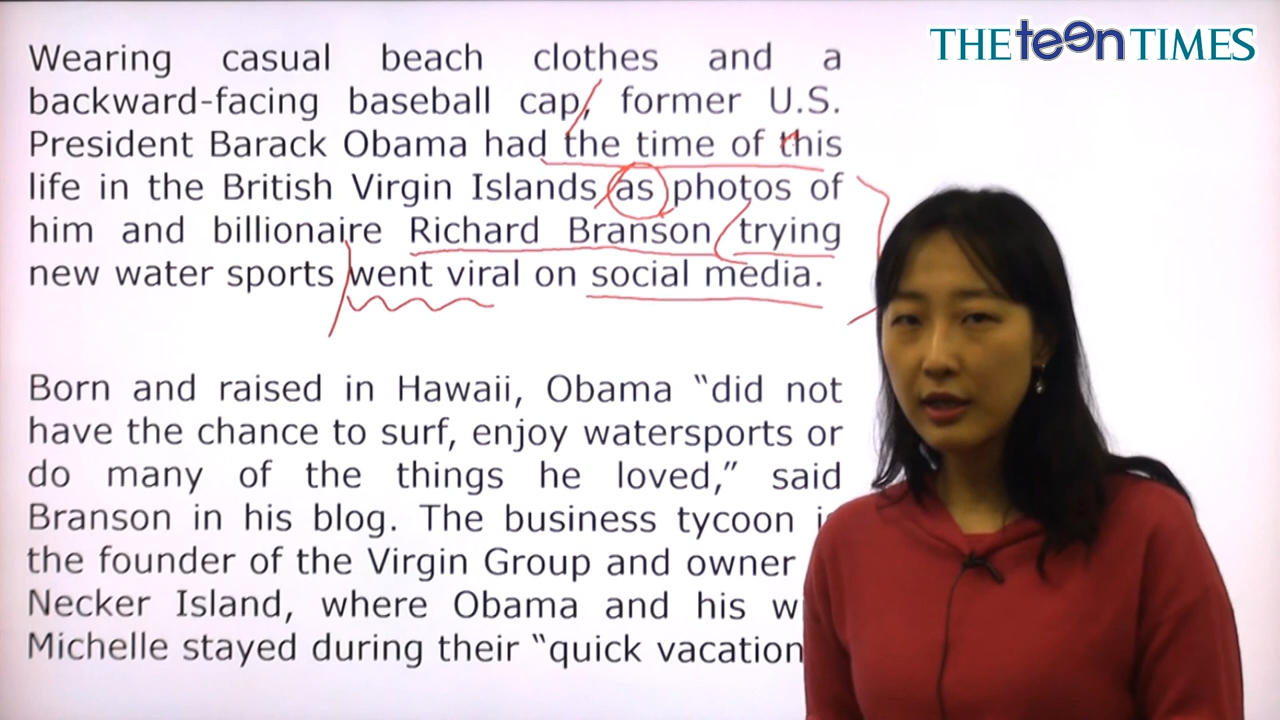 THE teen TIMES
Wearing casual beach clothes and a
backward-facing baseball cap, former U.S.
President Barack Obama had the time of this
life in the British Virgin Islands as photos of
him and billionaire Richard Branson trying
new water sports went viral on social media.
Born and raised in Hawaii, Obama “did not
have the chance to surf, enjoy watersports or
do many of the things he loved,” said
Branson in his blog. The business tycoon
the founder of the Virgin Group and owner
Necker Island, where Obama and his
Michelle stayed during their “quick vacation